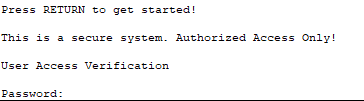 Press RETURN to get started!
This is a secure system. Authorized Access Only!
User Access Verification
Password: